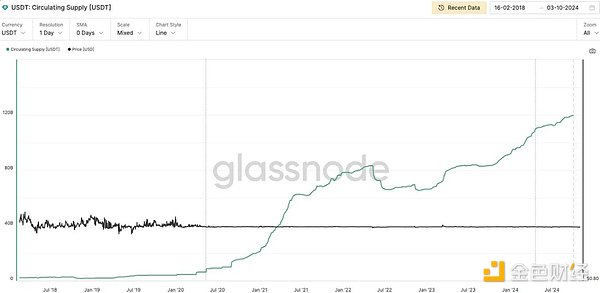 USDT: Circulating Supply [USDT]
Recent Data
16-02-2018
03-10-2024
Currency
USDT
Resolution
1 Day
SMA
0 Days
Scale
Mixed
Chart Style
Line
Zoom
All
Circulating Supply [USDT]
Price [USD]
120B
80B
40B
0
$0.80
glassnode
Jul '18
Jan '19
Jul '19
Jan '20
Jul '20
Jan '21
Jul '21
Jan '22
Jul '22
Jan '23
Jul '23
Jan '24
Jul '24
金色财经